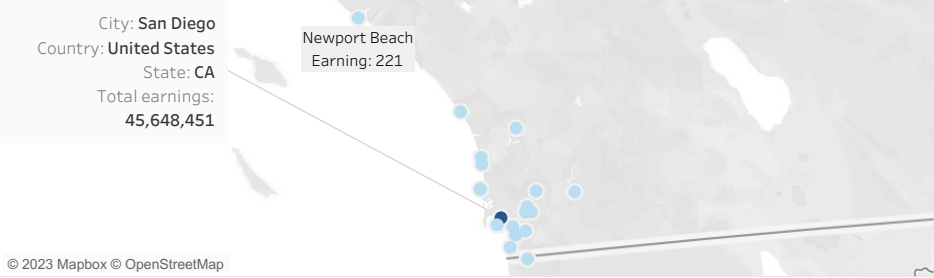 City: San Diego
Country: United States
State: CA
Total earnings:
45,648,451
Newport Beach
Earning: 221
© 2023 Mapbox © OpenStreetMap